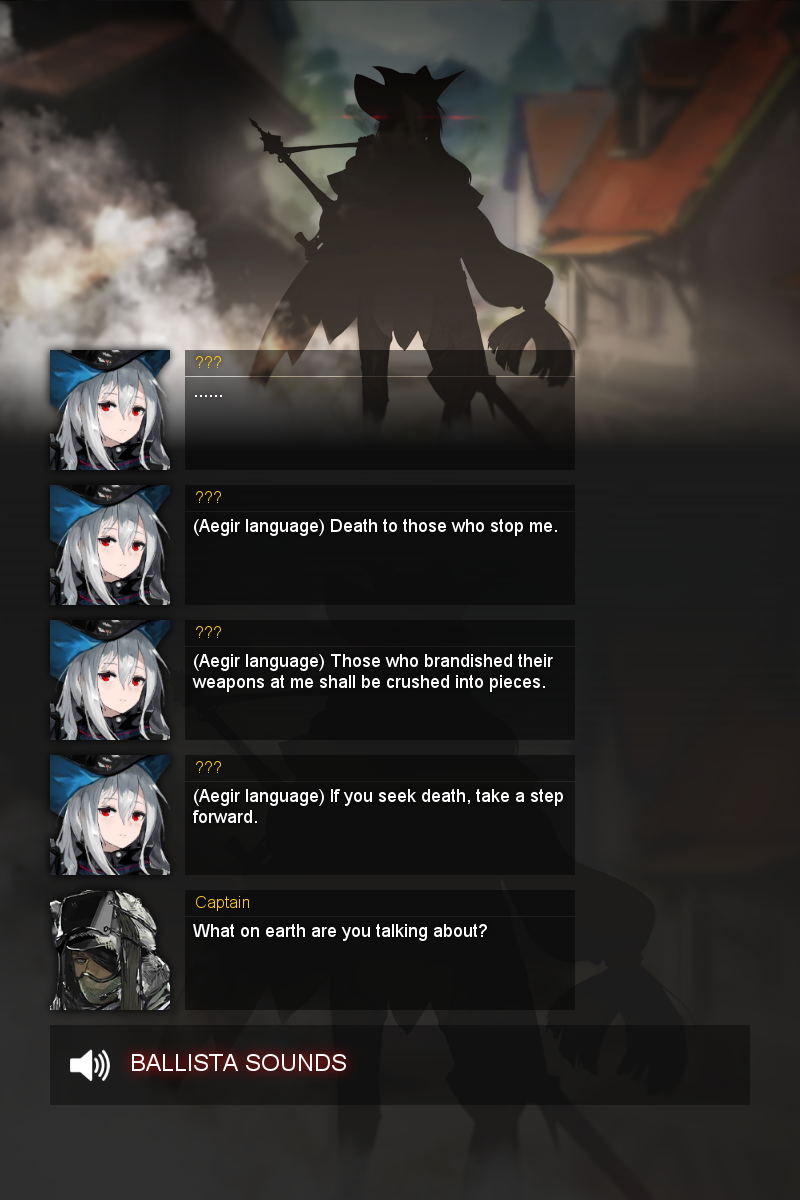 ???
......
???
(Aegir language) Death to those who stop me.
???
(Aegir language) Those who brandished their
weapons at me shall be crushed into pieces.
???
(Aegir language) If you seek death, take a step
forward.
Captain
What on earth are you talking about?
BALLISTA SOUNDS